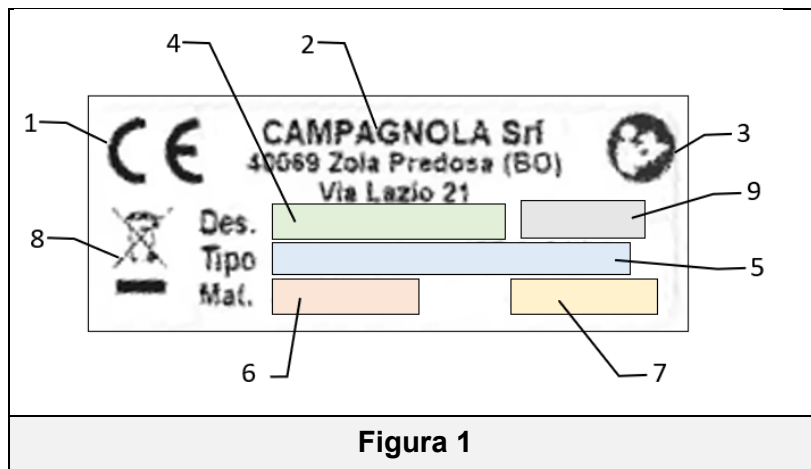 4
2
1
CE
CAMPAGNOLA Srl
3
40069 Zola Predosa (BO)
Via Lazio 21
9
8
Des.
Tipo
5
Mat.
6
7
Figura 1